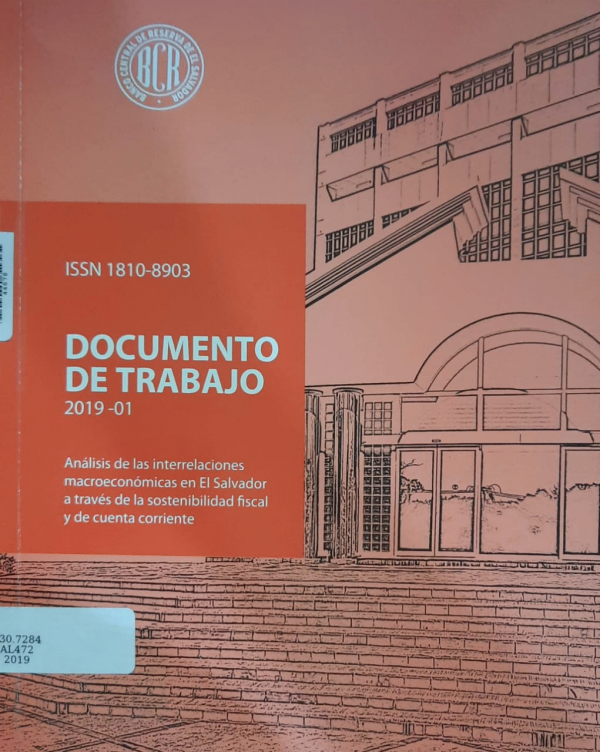 BANCO CENTRAL DE RESERVA DE EL SALVADOR
BCR
ISSN 1810-8903
DOCUMENTO
DE TRABAJO
2019 -01
Análisis de las interrelaciones
macroeconómicas en El Salvador
a través de la sostenibilidad fiscal
y de cuenta corriente
30.7284
AL472
2019